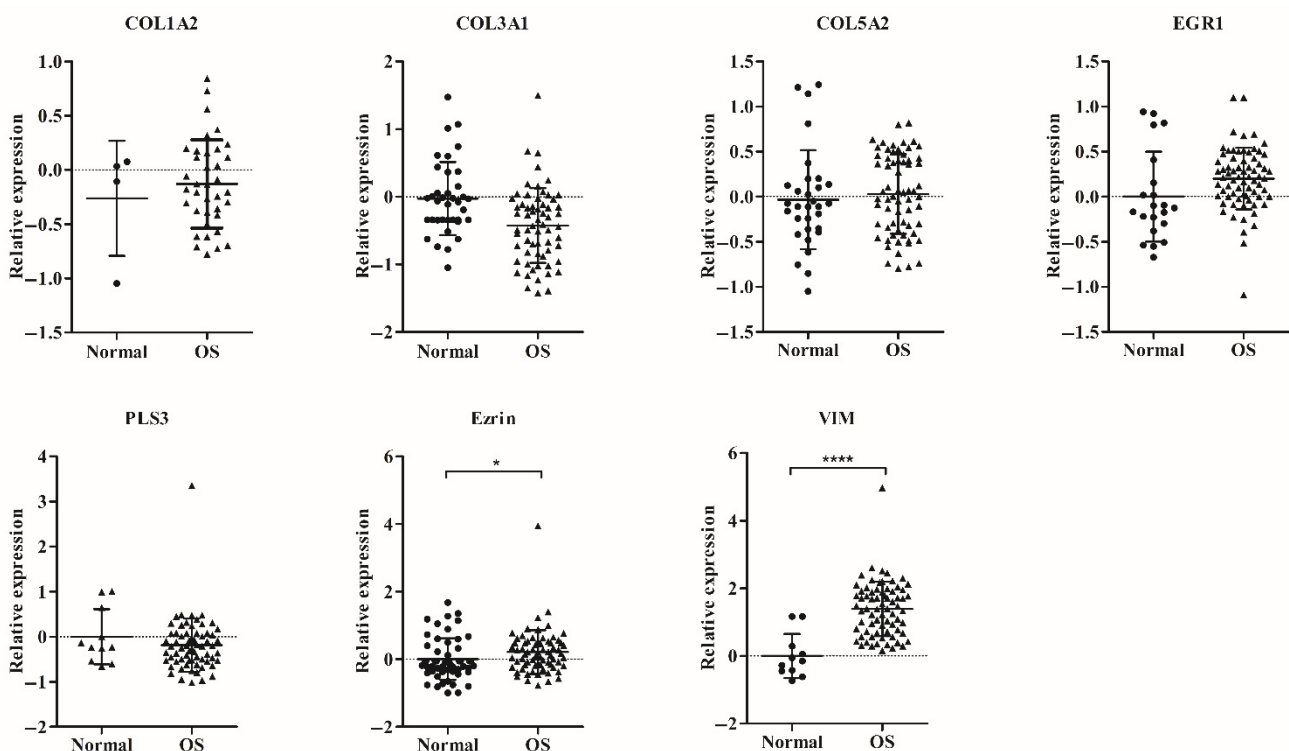 COL1A2
COL3A1
COL5A2
EGR1
Relative expression
1.0
0.5
0.0
−0.5
−1.0
−1.5
Normal
OS
Relative expression
2
1
0
−1
−2
Normal
OS
Relative expression
1.5
1.0
0.5
0.0
−0.5
−1.0
−1.5
Normal
OS
Relative expression
1.5
1.0
0.5
0.0
−0.5
−1.0
−1.5
Normal
OS
PLS3
Ezrin
VIM
Relative expression
4
3
2
1
0
−1
−2
Normal
OS
Relative expression
6
4
2
0
−2
*
Normal
OS
Relative expression
6
4
2
0
−2
****
Normal
OS